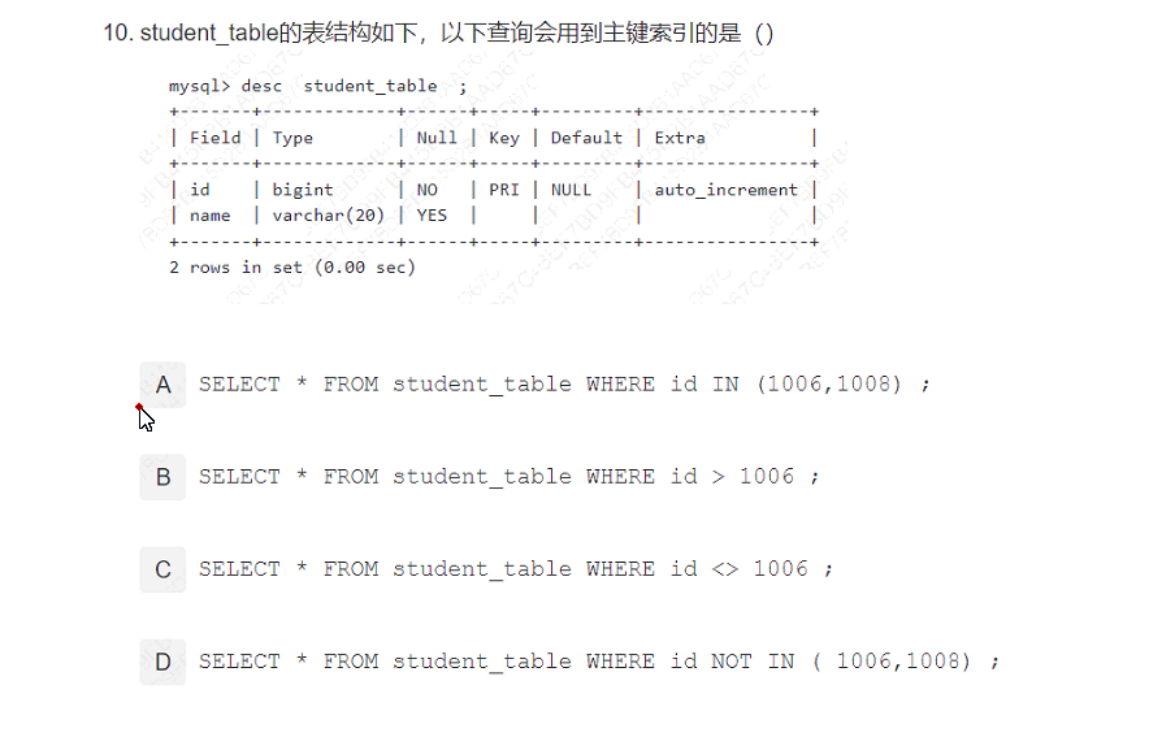 10. student_table的表结构如下，以下查询会用到主键索引的是（）
mysql> desc  student_table  ;
+-------+-------------+------+-----+---------+----------------+
| Field | Type        | Null | Key | Default | Extra          |
+-------+-------------+------+-----+---------+----------------+
| id    | bigint      | NO   | PRI | NULL    | auto_increment |
| name  | varchar(20) | YES  |     |         |                |
+-------+-------------+------+-----+---------+----------------+
2 rows in set (0.00 sec)
A SELECT * FROM student_table WHERE id IN (1006,1008) ;
B SELECT * FROM student_table WHERE id > 1006 ;
C SELECT * FROM student_table WHERE id <> 1006 ;
D SELECT * FROM student_table WHERE id NOT IN ( 1006,1008) ;